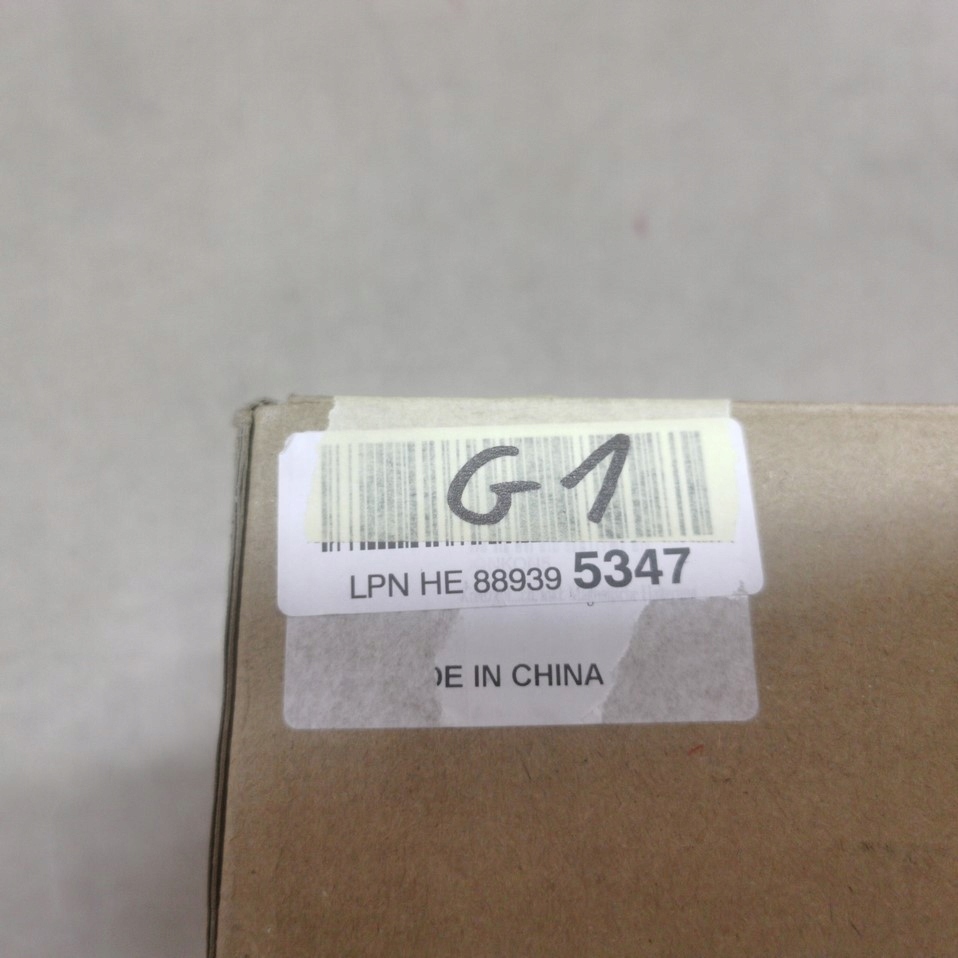 G1
LPN HE 88939 5347
DE IN CHINA